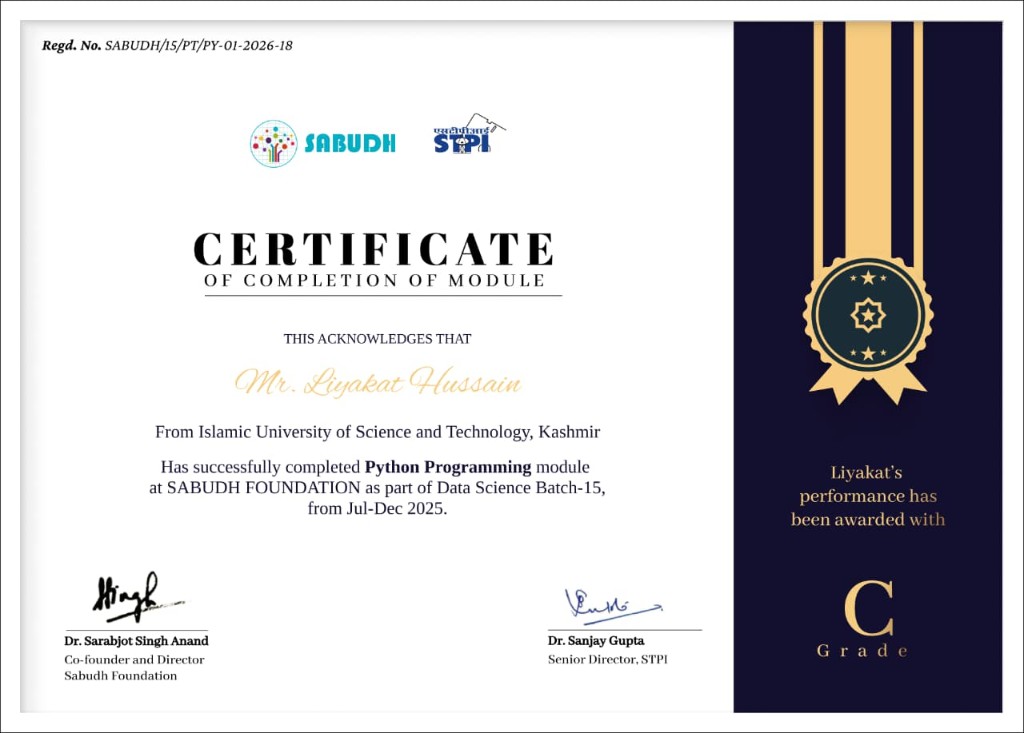 Regd. No. SABUDH/15/PT/PY-01-2026-18
SABUDH
एसटीपीआई
STPI
CERTIFICATE
OF COMPLETION OF MODULE
THIS ACKNOWLEDGES THAT
Mr. Liyakat Hussain
From Islamic University of Science and Technology, Kashmir
Has successfully completed Python Programming module
at SABUDH FOUNDATION as part of Data Science Batch-15,
from Jul-Dec 2025.
Dr. Sarabjot Singh Anand
Co-founder and Director
Sabudh Foundation
Dr. Sanjay Gupta
Senior Director, STPI
Liyakat’s
performance has
been awarded with
C
Grade